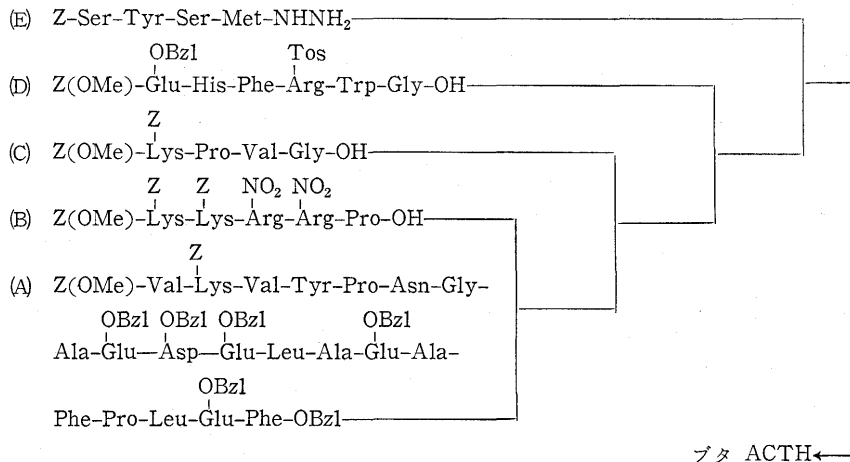 (E) Z-Ser-Tyr-Ser-Met-NHNH₂
OBzl Tos
(D) Z(OMe)-Glu-His-Phe-Arg-Trp-Gly-OH
Z
(C) Z(OMe)-Lys-Pro-Val-Gly-OH
Z Z NO₂ NO₂
(B) Z(OMe)-Lys-Lys-Arg-Arg-Pro-OH
Z
(A) Z(OMe)-Val-Lys-Val-Tyr-Pro-Asn-Gly-
OBzl OBzl OBzl OBzl
Ala-Glu-Asp-Glu-Leu-Ala-Glu-Ala-
OBzl
Phe-Pro-Leu-Glu-Phe-OBzl
ブタ ACTH←